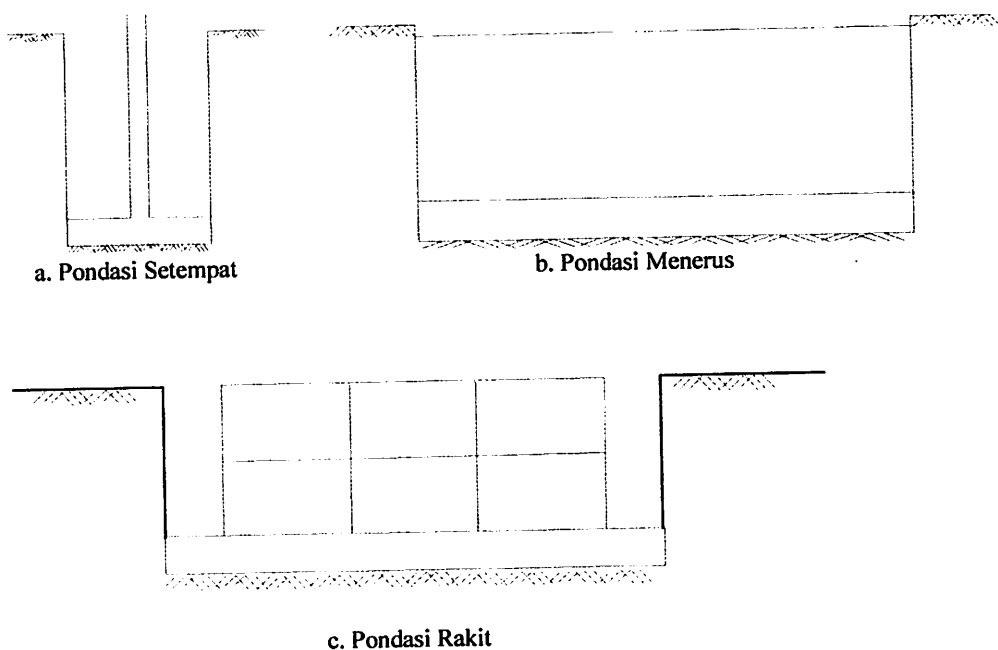 a. Pondasi Setempat
b. Pondasi Menerus
c. Pondasi Rakit